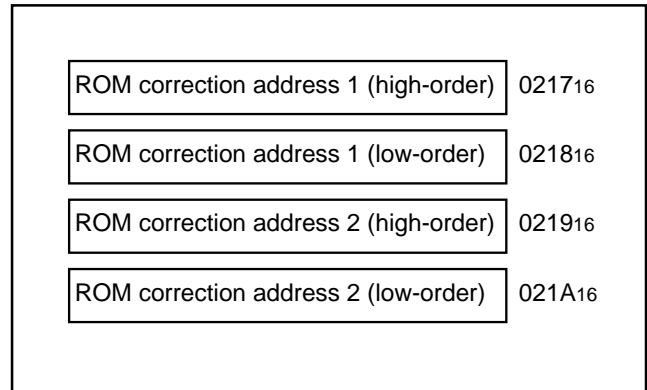 ROM correction address 1 (high-order) 021716
ROM correction address 1 (low-order) 021816
ROM correction address 2 (high-order) 021916
ROM correction address 2 (low-order) 021A16